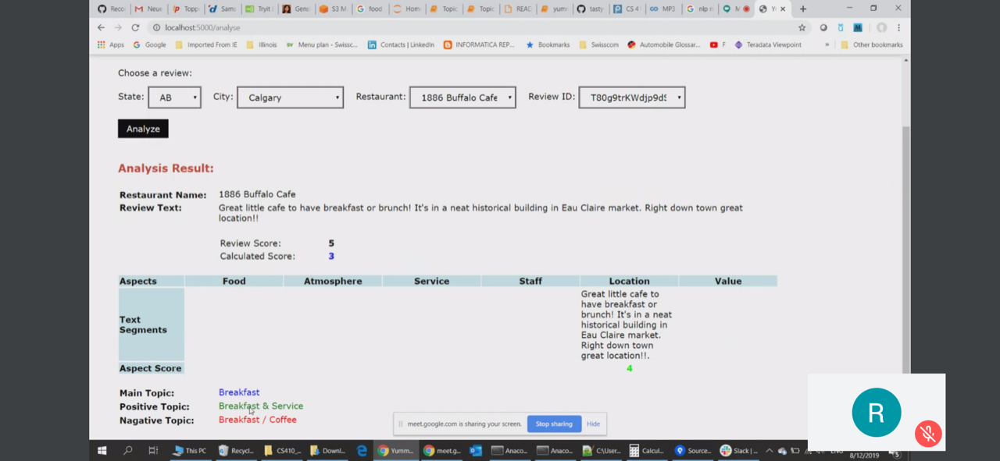 Reco
Neue
Topp
Sam
Tryit
Gen
S3 M
food
Hom
Topic
Topic
READ
yum
tasty
CS 4
MP3
nlp
localhost:5000/analyse
Apps
Google
Imported From IE
Illinois
Menu plan - Swissc...
Contacts | LinkedIn
INFORMATICA REP...
Bookmarks
Swisscom
Automobile Glossar...
F
Teradata Viewpoint
»
Other bookmarks
Choose a review:
State: AB City: Calgary Restaurant: 1886 Buffalo Cafe Review ID: T80g9trKWdjp9dS
Analyze
Analysis Result:
Restaurant Name: 1886 Buffalo Cafe
Review Text: Great little cafe to have breakfast or brunch! It's in a neat historical building in Eau Claire market. Right down town great
location!!
Review Score: 5
Calculated Score: 3
Aspects Food Atmosphere Service Staff Location Value
Text
Segments
Great little cafe to
have breakfast or
brunch! It's in a neat
historical building in
Eau Claire market.
Right down town
great location!!.
Aspect Score 4
Main Topic: Breakfast
Positive Topic: Breakfast & Service
Nagative Topic: Breakfast / Coffee
meet.google.com is sharing your screen. Stop sharing Hide
R
This PC
Recycl...
CS410_...
Downl...
Yumm...
meet.g...
Anaco...
Anaco...
C:\User...
Calcul...
Source...
Slack | ...
ENG
8/12/2019
5